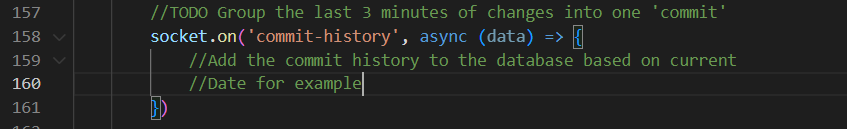 157 //TODO Group the last 3 minutes of changes into one 'commit'
158 socket.on('commit-history', async (data) => {
159 //Add the commit history to the database based on current
160 //Date for example
161 })